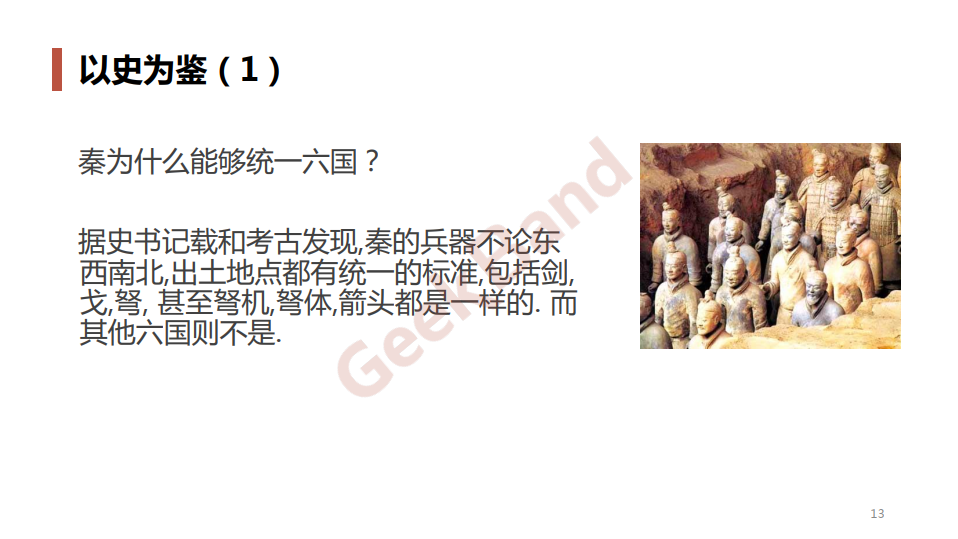 以史为鉴（1）
秦为什么能够统一六国？
据史书记载和考古发现,秦的兵器不论东
西南北,出土地点都有统一的标准,包括剑,
戈,弩, 甚至弩机,弩体,箭头都是一样的. 而
其他六国则不是.
GeekBand
13